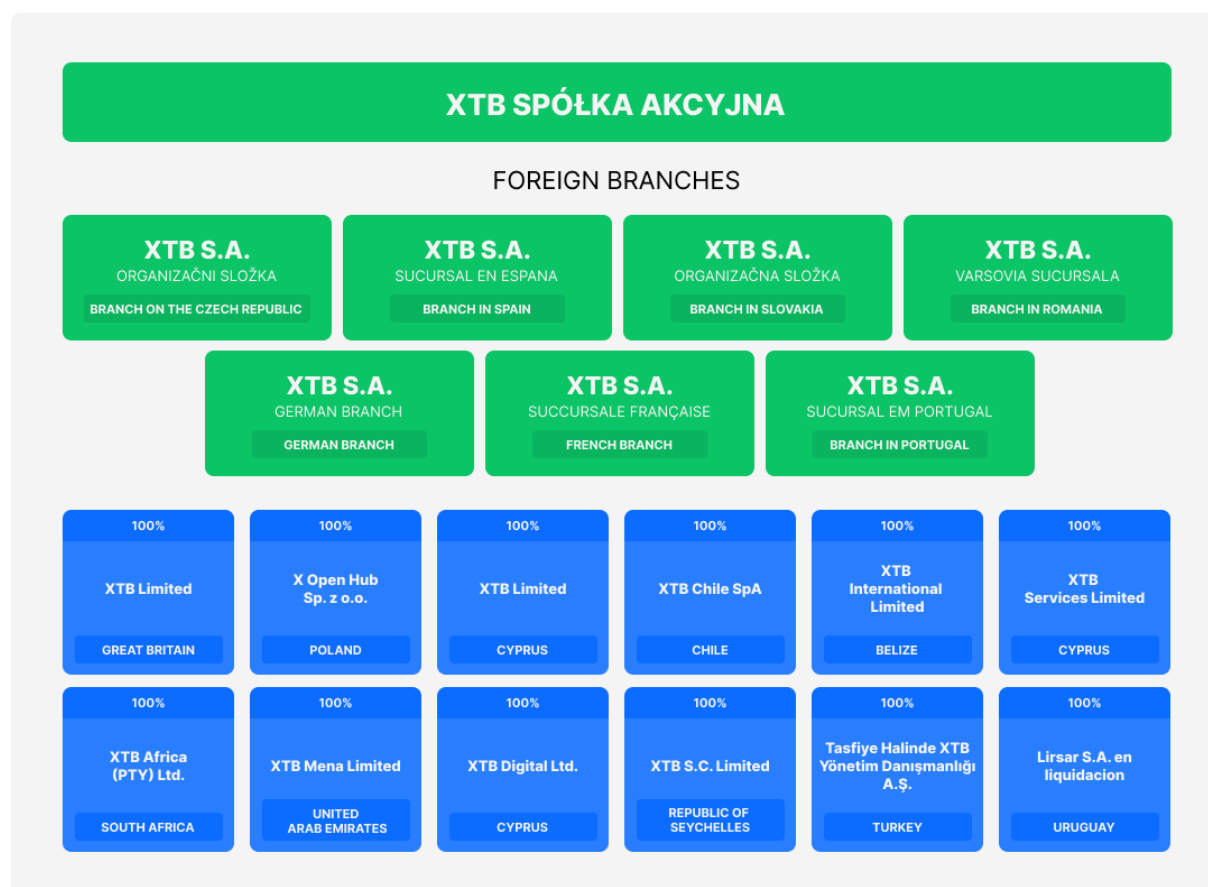 XTB SPÓŁKA AKCYJNA
FOREIGN BRANCHES
XTB S.A.
ORGANIZAČNI SLOŽKA
BRANCH ON THE CZECH REPUBLIC
XTB S.A.
SUCURSAL EN ESPANA
BRANCH IN SPAIN
XTB S.A.
ORGANIZAČNA SLOŽKA
BRANCH IN SLOVAKIA
XTB S.A.
VARSOVIA SUCURSALA
BRANCH IN ROMANIA
XTB S.A.
GERMAN BRANCH
GERMAN BRANCH
XTB S.A.
SUCCURSALE FRANÇAISE
FRENCH BRANCH
XTB S.A.
SUCURSAL EM PORTUGAL
BRANCH IN PORTUGAL
100%
XTB Limited
GREAT BRITAIN
100%
X Open Hub
Sp. z o.o.
POLAND
100%
XTB Limited
CYPRUS
100%
XTB Chile SpA
CHILE
100%
XTB
International
Limited
BELIZE
100%
XTB
Services Limited
CYPRUS
100%
XTB Africa
(PTY) Ltd.
SOUTH AFRICA
100%
XTB Mena Limited
UNITED
ARAB EMIRATES
100%
XTB Digital Ltd.
CYPRUS
100%
XTB S.C. Limited
REPUBLIC OF
SEYCHELLES
100%
Tasfiye Halinde XTB
Yönetim Danışmanlığı
A.Ş.
TURKEY
100%
Lirsar S.A. en
liquidacion
URUGUAY